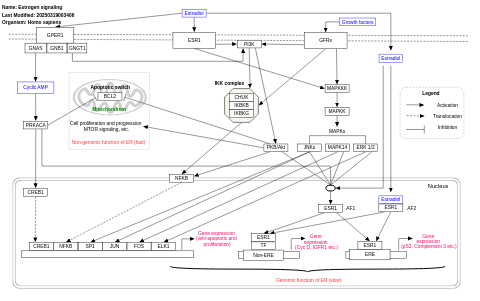 Name: Estrogen signaling
Last Modified: 20250319003408
Organism: Homo sapiens
Estradiol
Growth factors
GPER1
GNAS
GNB1
GNGT1
ESR1
PI3K
GFRs
Estradiol
Cyclic AMP
Apoptotic switch
BCL2
Mitochondrion
Cell proliferation and progression
MTOR signaling, etc.
Non-genomic function of ER (fast)
IKK complex
CHUK
IKBKB
IKBKG
MAPKKK
MAPKK
MAPKs
Legend
Activation
Translocation
Inhibition
PRKACA
PKB/Akt
JNKs
MAPK14
ERK 1/2
NFKB
Nucleus
CREB1
Estradiol
ESR1
AF1
ESR1
AF2
Gene expression
(anti-apoptotic and
proliferation)
CREB1
NFKB
SP1
JUN
FOS
ELK1
ESR1
TF
Non-ERE
Gene
expression
(Cyc D, IGFR1 etc.)
ESR1
ERE
Gene
expression
(pS2, Complement 3 etc.)
Genomic function of ER (slow)